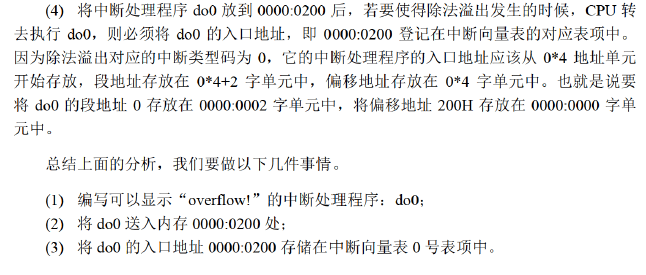 (4) 将中断处理程序 do0 放到 0000:0200 后，若要使得除法溢出发生的时候，CPU 转
去执行 do0，则必须将 do0 的入口地址，即 0000:0200 登记在中断向量表的对应表项中。
因为除法溢出对应的中断类型码为 0，它的中断处理程序的入口地址应该从 0*4 地址单元
开始存放，段地址存放在 0*4+2 字单元中，偏移地址存放在 0*4 字单元中。也就是说要
将 do0 的段地址 0 存放在 0000:0002 字单元中，将偏移地址 200H 存放在 0000:0000 字单
元中。
总结上面的分析，我们要做以下几件事情。
(1) 编写可以显示“overflow!”的中断处理程序：do0；
(2) 将 do0 送入内存 0000:0200 处；
(3) 将 do0 的入口地址 0000:0200 存储在中断向量表 0 号表项中。